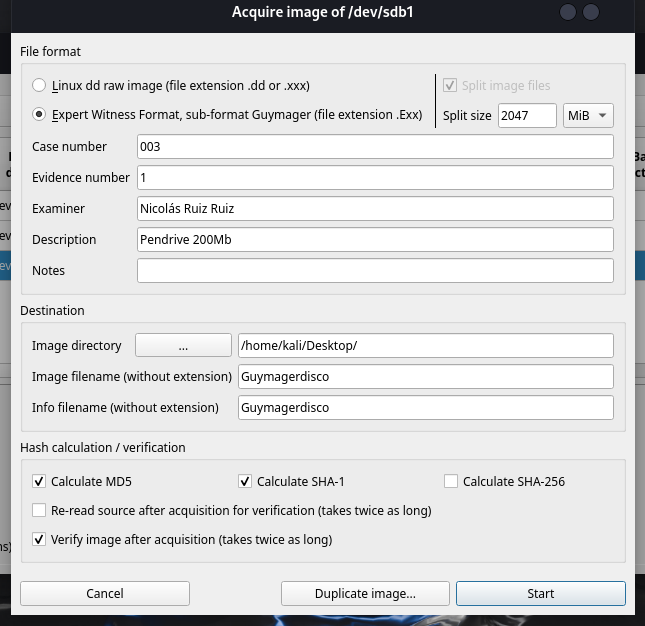 Acquire image of /dev/sdb1
File format
Linux dd raw image (file extension .dd or .xxx)
Split image files
Expert Witness Format, sub-format Guymager (file extension .Exx)
Split size 2047 MiB
Case number 003
Evidence number 1
Examiner Nicolás Ruiz Ruiz
Description Pendrive 200Mb
Notes
Destination
Image directory ... /home/kali/Desktop/
Image filename (without extension) Guymagerdisco
Info filename (without extension) Guymagerdisco
Hash calculation / verification
Calculate MD5 Calculate SHA-1 Calculate SHA-256
Re-read source after acquisition for verification (takes twice as long)
Verify image after acquisition (takes twice as long)
Cancel Duplicate image... Start